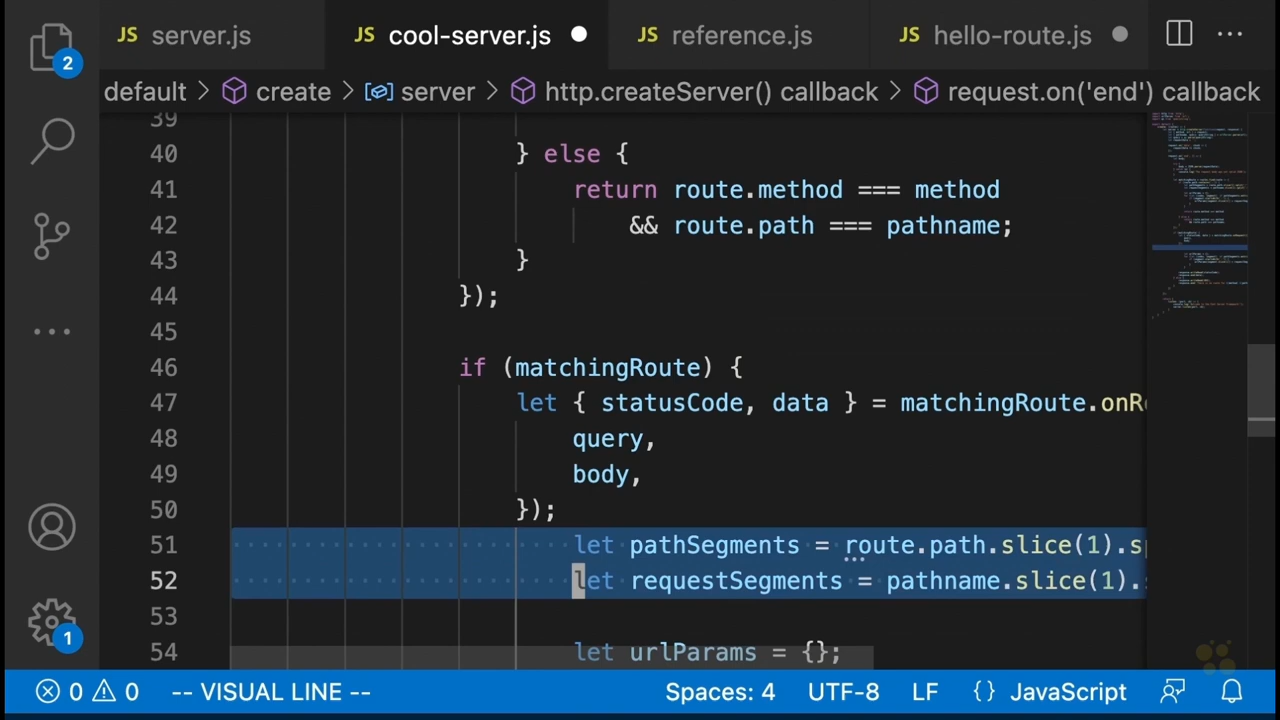 JS server.js JS cool-server.js JS reference.js JS hello-route.js
2
default > create > server > http.createServer() callback > request.on('end') callback
39
40 } else {
41 return route.method === method
42 && route.path === pathname;
43 }
44 });
45
46 if (matchingRoute) {
47 let { statusCode, data } = matchingRoute.onRe
48 query,
49 body,
50 });
51 let pathSegments = route.path.slice(1).sp
52 let requestSegments = pathname.slice(1).
53
54 let urlParams = {};
1
0 0 -- VISUAL LINE -- Spaces: 4 UTF-8 LF {} JavaScript